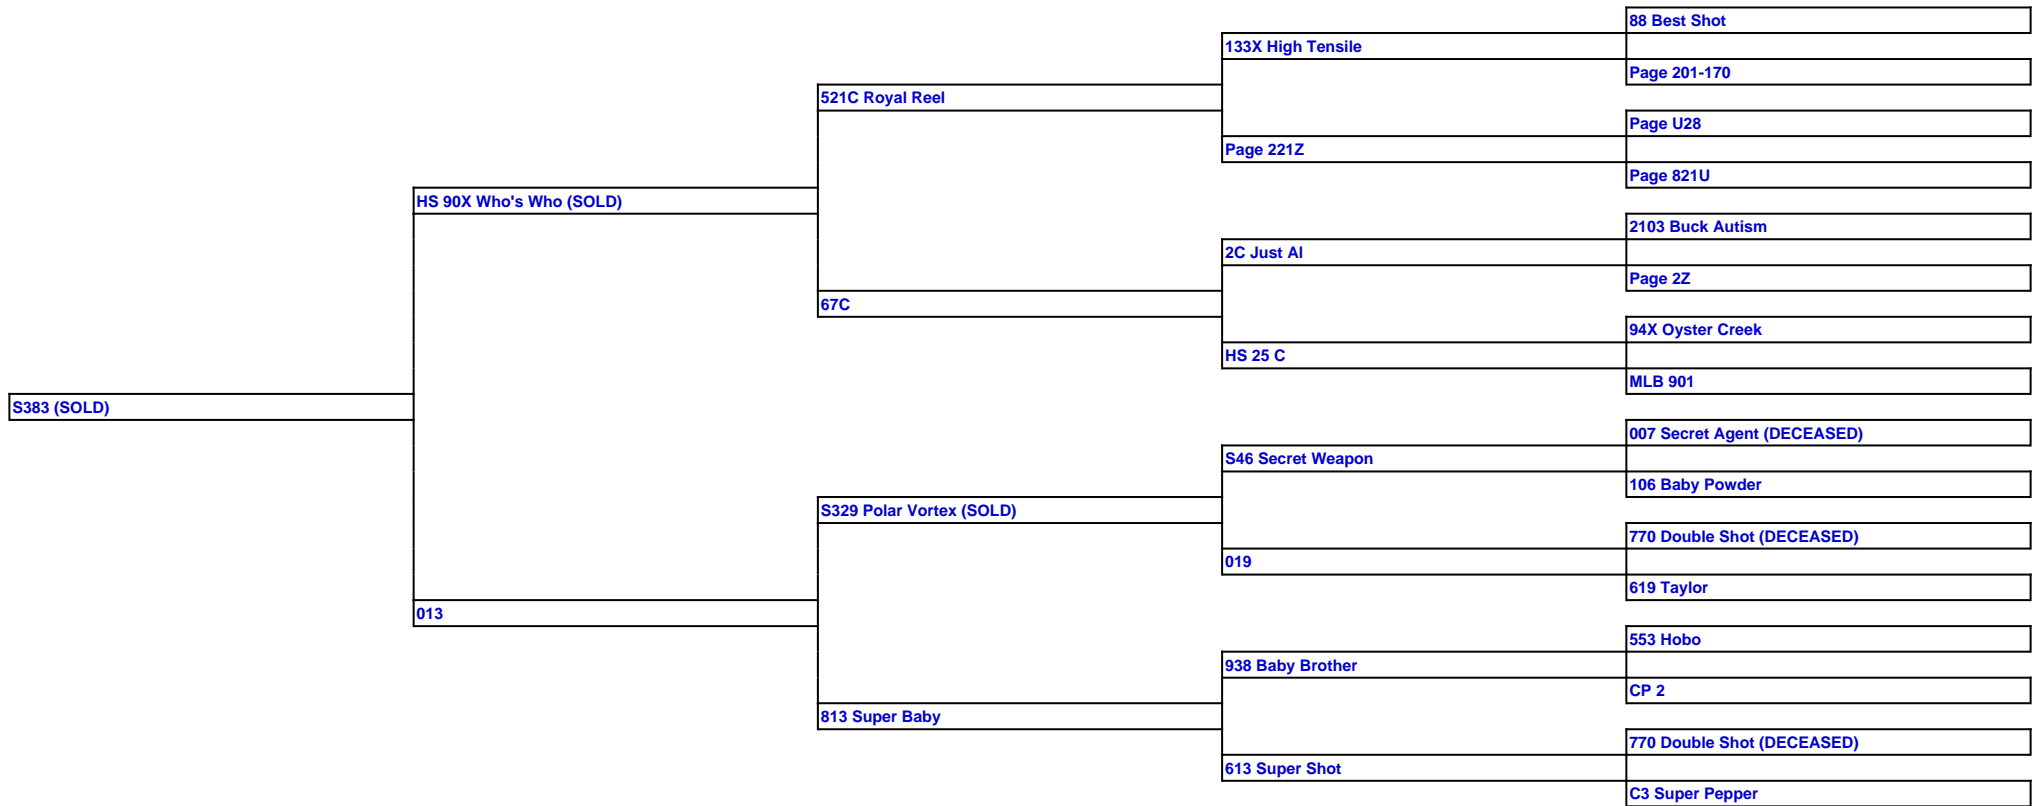 88 Best Shot
133X High Tensile
Page 201-170
521C Royal Reel
Page U28
Page 221Z
Page 821U
HS 90X Who's Who (SOLD)
2103 Buck Autism
2C Just AI
Page 2Z
67C
94X Oyster Creek
HS 25 C
MLB 901
S383 (SOLD)
007 Secret Agent (DECEASED)
S46 Secret Weapon
106 Baby Powder
S329 Polar Vortex (SOLD)
770 Double Shot (DECEASED)
019
619 Taylor
013
553 Hobo
938 Baby Brother
CP 2
813 Super Baby
770 Double Shot (DECEASED)
613 Super Shot
C3 Super Pepper